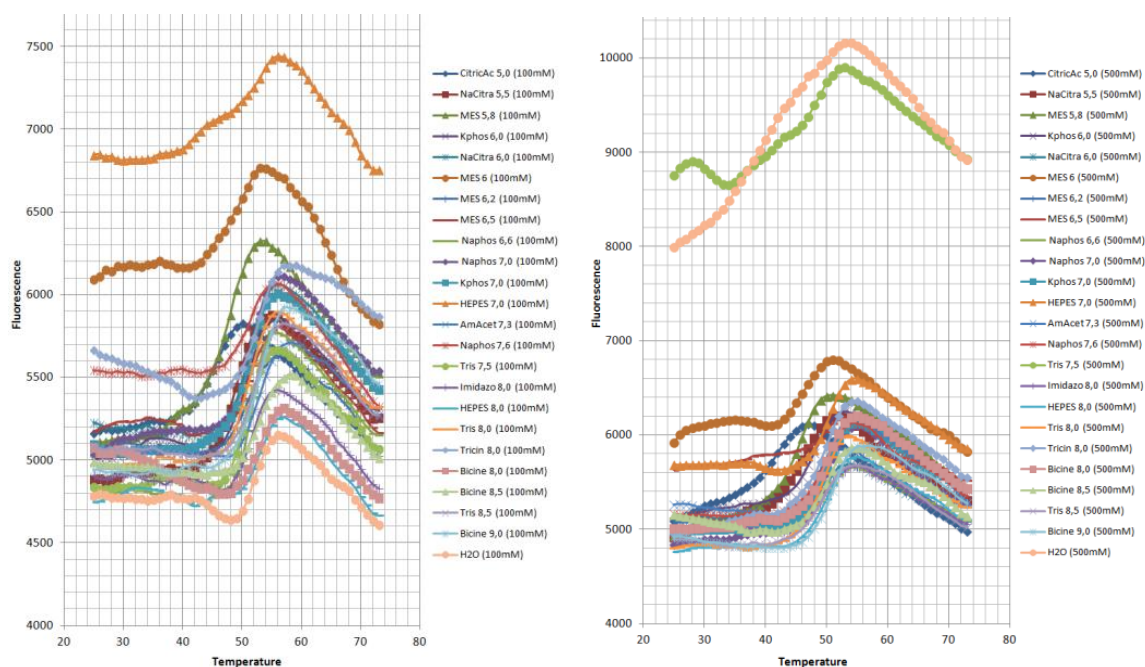 7500
7000
6500
6000
5500
5000
4500
4000
Fluorescence
20 30 40 50 60 70 80
Temperature
CitricAc 5,0 (100mM)
NaCitra 5,5 (100mM)
MES 5,8 (100mM)
Kphos 6,0 (100mM)
NaCitra 6,0 (100mM)
MES 6 (100mM)
MES 6,2 (100mM)
MES 6,5 (100mM)
Naphos 6,6 (100mM)
Naphos 7,0 (100mM)
Kphos 7,0 (100mM)
HEPES 7,0 (100mM)
AmAcet 7,3 (100mM)
Naphos 7,6 (100mM)
Tris 7,5 (100mM)
Imidazo 8,0 (100mM)
HEPES 8,0 (100mM)
Tris 8,0 (100mM)
Tricin 8,0 (100mM)
Bicine 8,0 (100mM)
Bicine 8,5 (100mM)
Tris 8,5 (100mM)
Bicine 9,0 (100mM)
H2O (100mM)
10000
9000
8000
7000
6000
5000
4000
Fluorescence
20 30 40 50 60 70 80
Temperature
CitricAc 5,0 (500mM)
NaCitra 5,5 (500mM)
MES 5,8 (500mM)
Kphos 6,0 (500mM)
NaCitra 6,0 (500mM)
MES 6 (500mM)
MES 6,2 (500mM)
MES 6,5 (500mM)
Naphos 6,6 (500mM)
Naphos 7,0 (500mM)
Kphos 7,0 (500mM)
HEPES 7,0 (500mM)
AmAcet 7,3 (500mM)
Naphos 7,6 (500mM)
Tris 7,5 (500mM)
Imidazo 8,0 (500mM)
HEPES 8,0 (500mM)
Tris 8,0 (500mM)
Tricin 8,0 (500mM)
Bicine 8,0 (500mM)
Bicine 8,5 (500mM)
Tris 8,5 (500mM)
Bicine 9,0 (500mM)
H2O (500mM)